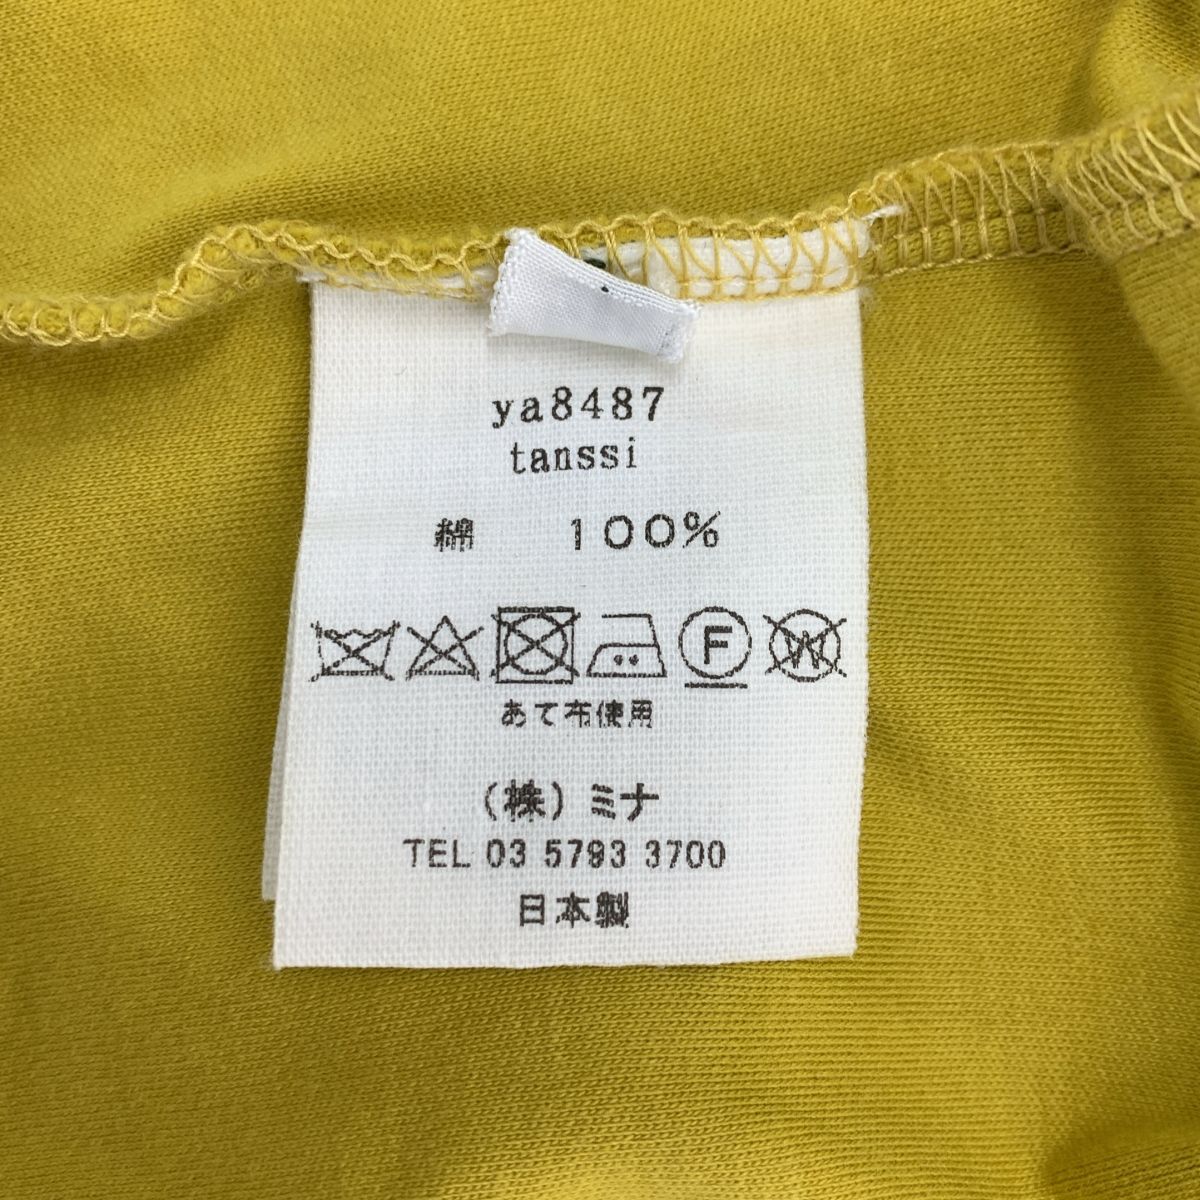 ya8487
tanssi
綿 100%
F W
あて布使用
(株)ミナ
TEL 03 5793 3700
日本製